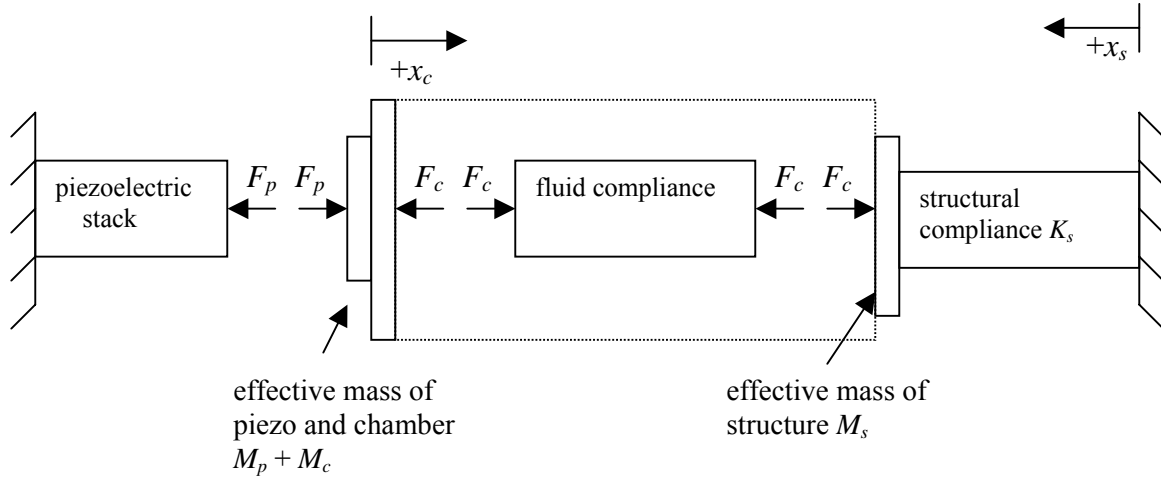 +x_c
+x_s
piezoelectric
stack
F_p F_p
F_c F_c
fluid compliance
F_c F_c
structural
compliance K_s
effective mass of
piezo and chamber
M_p + M_c
effective mass of
structure M_s